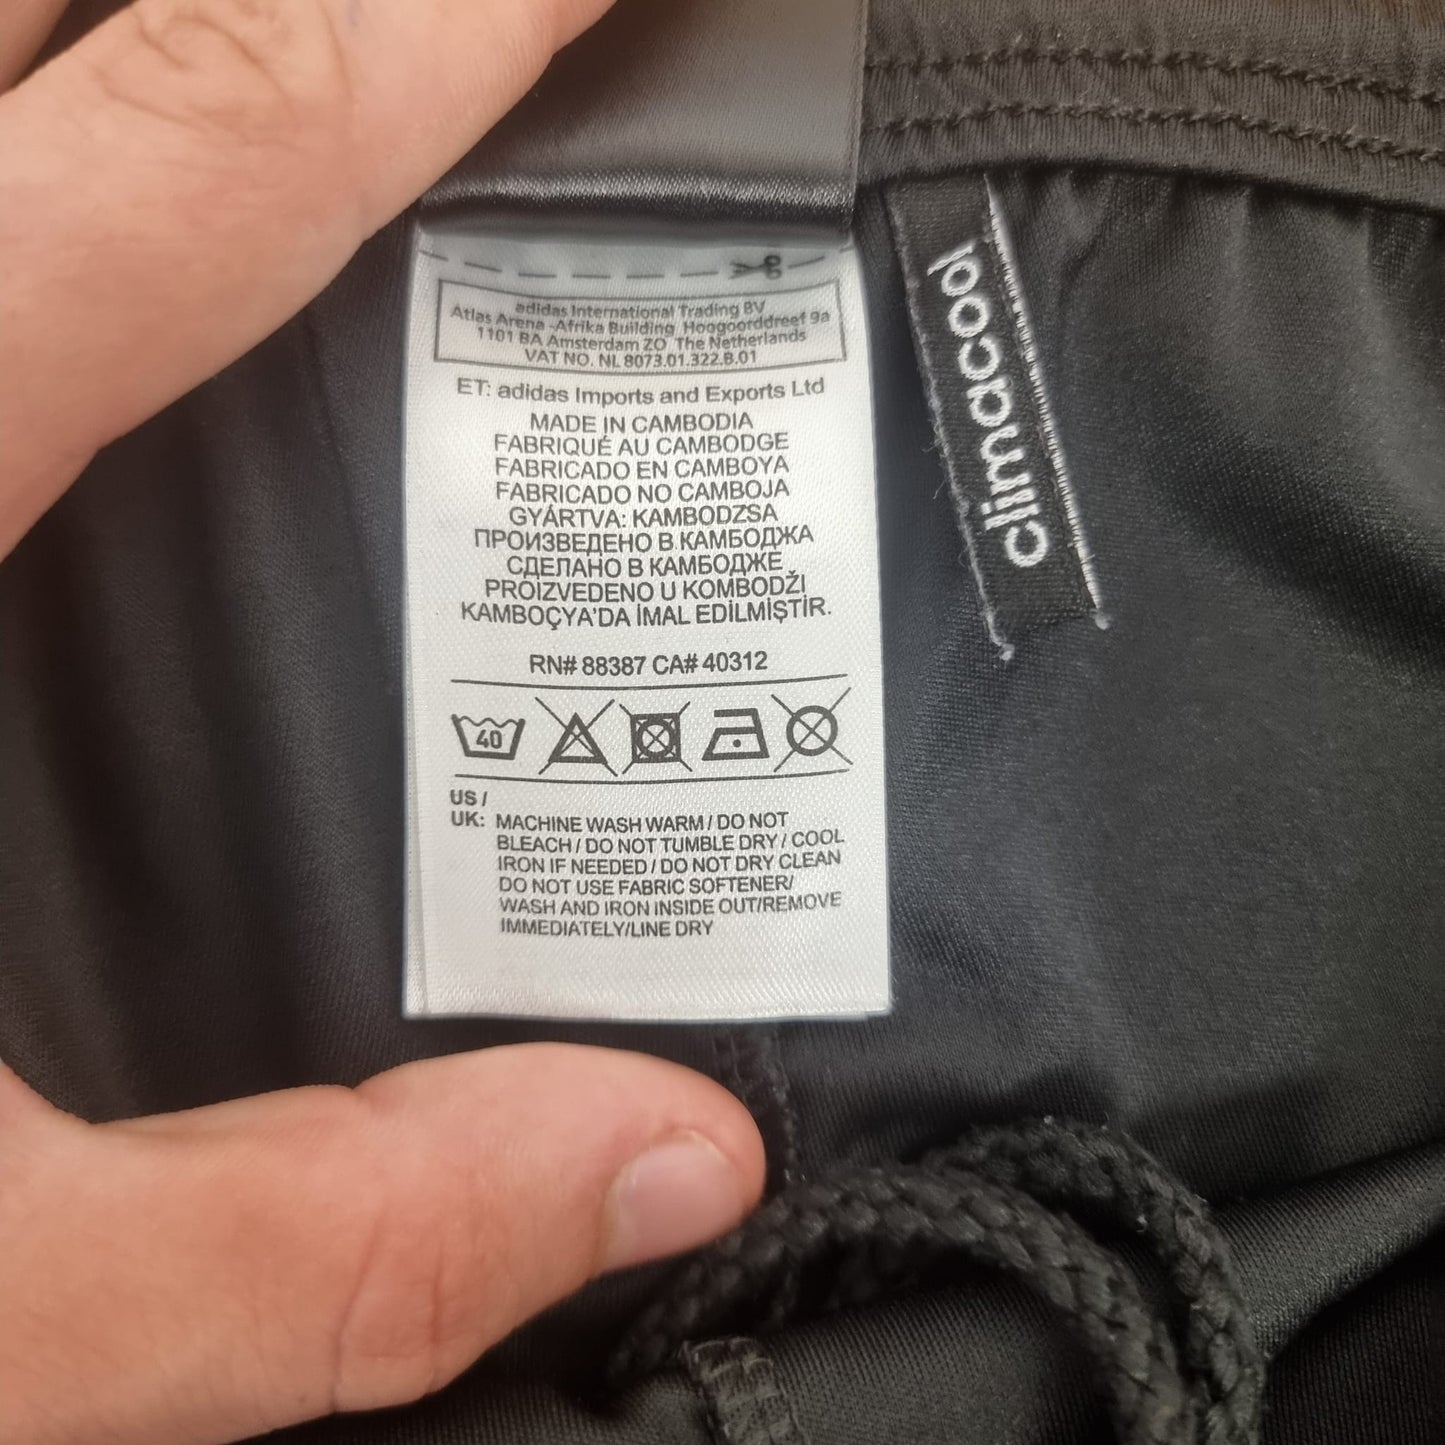 adidas International Trading BV
Atlas Arena -Afrika Building Hoogoorddreef 9a
1101 BA Amsterdam ZO The Netherlands
VAT NO. NL 8073.01.322.B.01
ET: adidas Imports and Exports Ltd
MADE IN CAMBODIA
FABRIQUÉ AU CAMBODGE
FABRICADO EN CAMBOYA
FABRICADO NO CAMBOJA
GYÁRTVA: KAMBODZSA
ПРОИЗВЕДЕНО В КАМБОДЖА
СДЕЛАНО В КАМБОДЖЕ
PROIZVEDENO U KOMBODŽI
KAMBOÇYA'DA İMAL EDİLMİŞTİR.
RN# 88387 CA# 40312
40
US /
UK: MACHINE WASH WARM / DO NOT
BLEACH / DO NOT TUMBLE DRY / COOL
IRON IF NEEDED / DO NOT DRY CLEAN
DO NOT USE FABRIC SOFTENER/
WASH AND IRON INSIDE OUT/REMOVE
IMMEDIATELY/LINE DRY
climacool